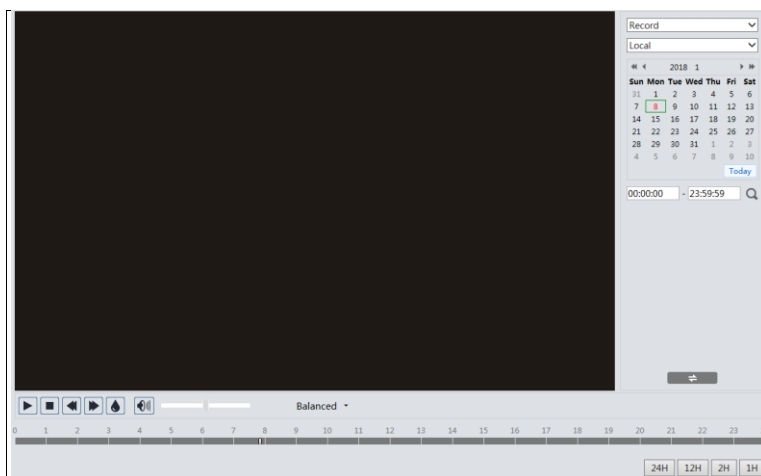 Record
Local
2018 1
Sun Mon Tue Wed Thu Fri Sat
31 1 2 3 4 5 6
7 8 9 10 11 12 13
14 15 16 17 18 19 20
21 22 23 24 25 26 27
28 29 30 31 1 2 3
4 5 6 7 8 9 10
Today
00:00:00 - 23:59:59
Balanced
0 1 2 3 4 5 6 7 8 9 10 11 12 13 14 15 16 17 18 19 20 21 22 23
24H 12H 2H 1H